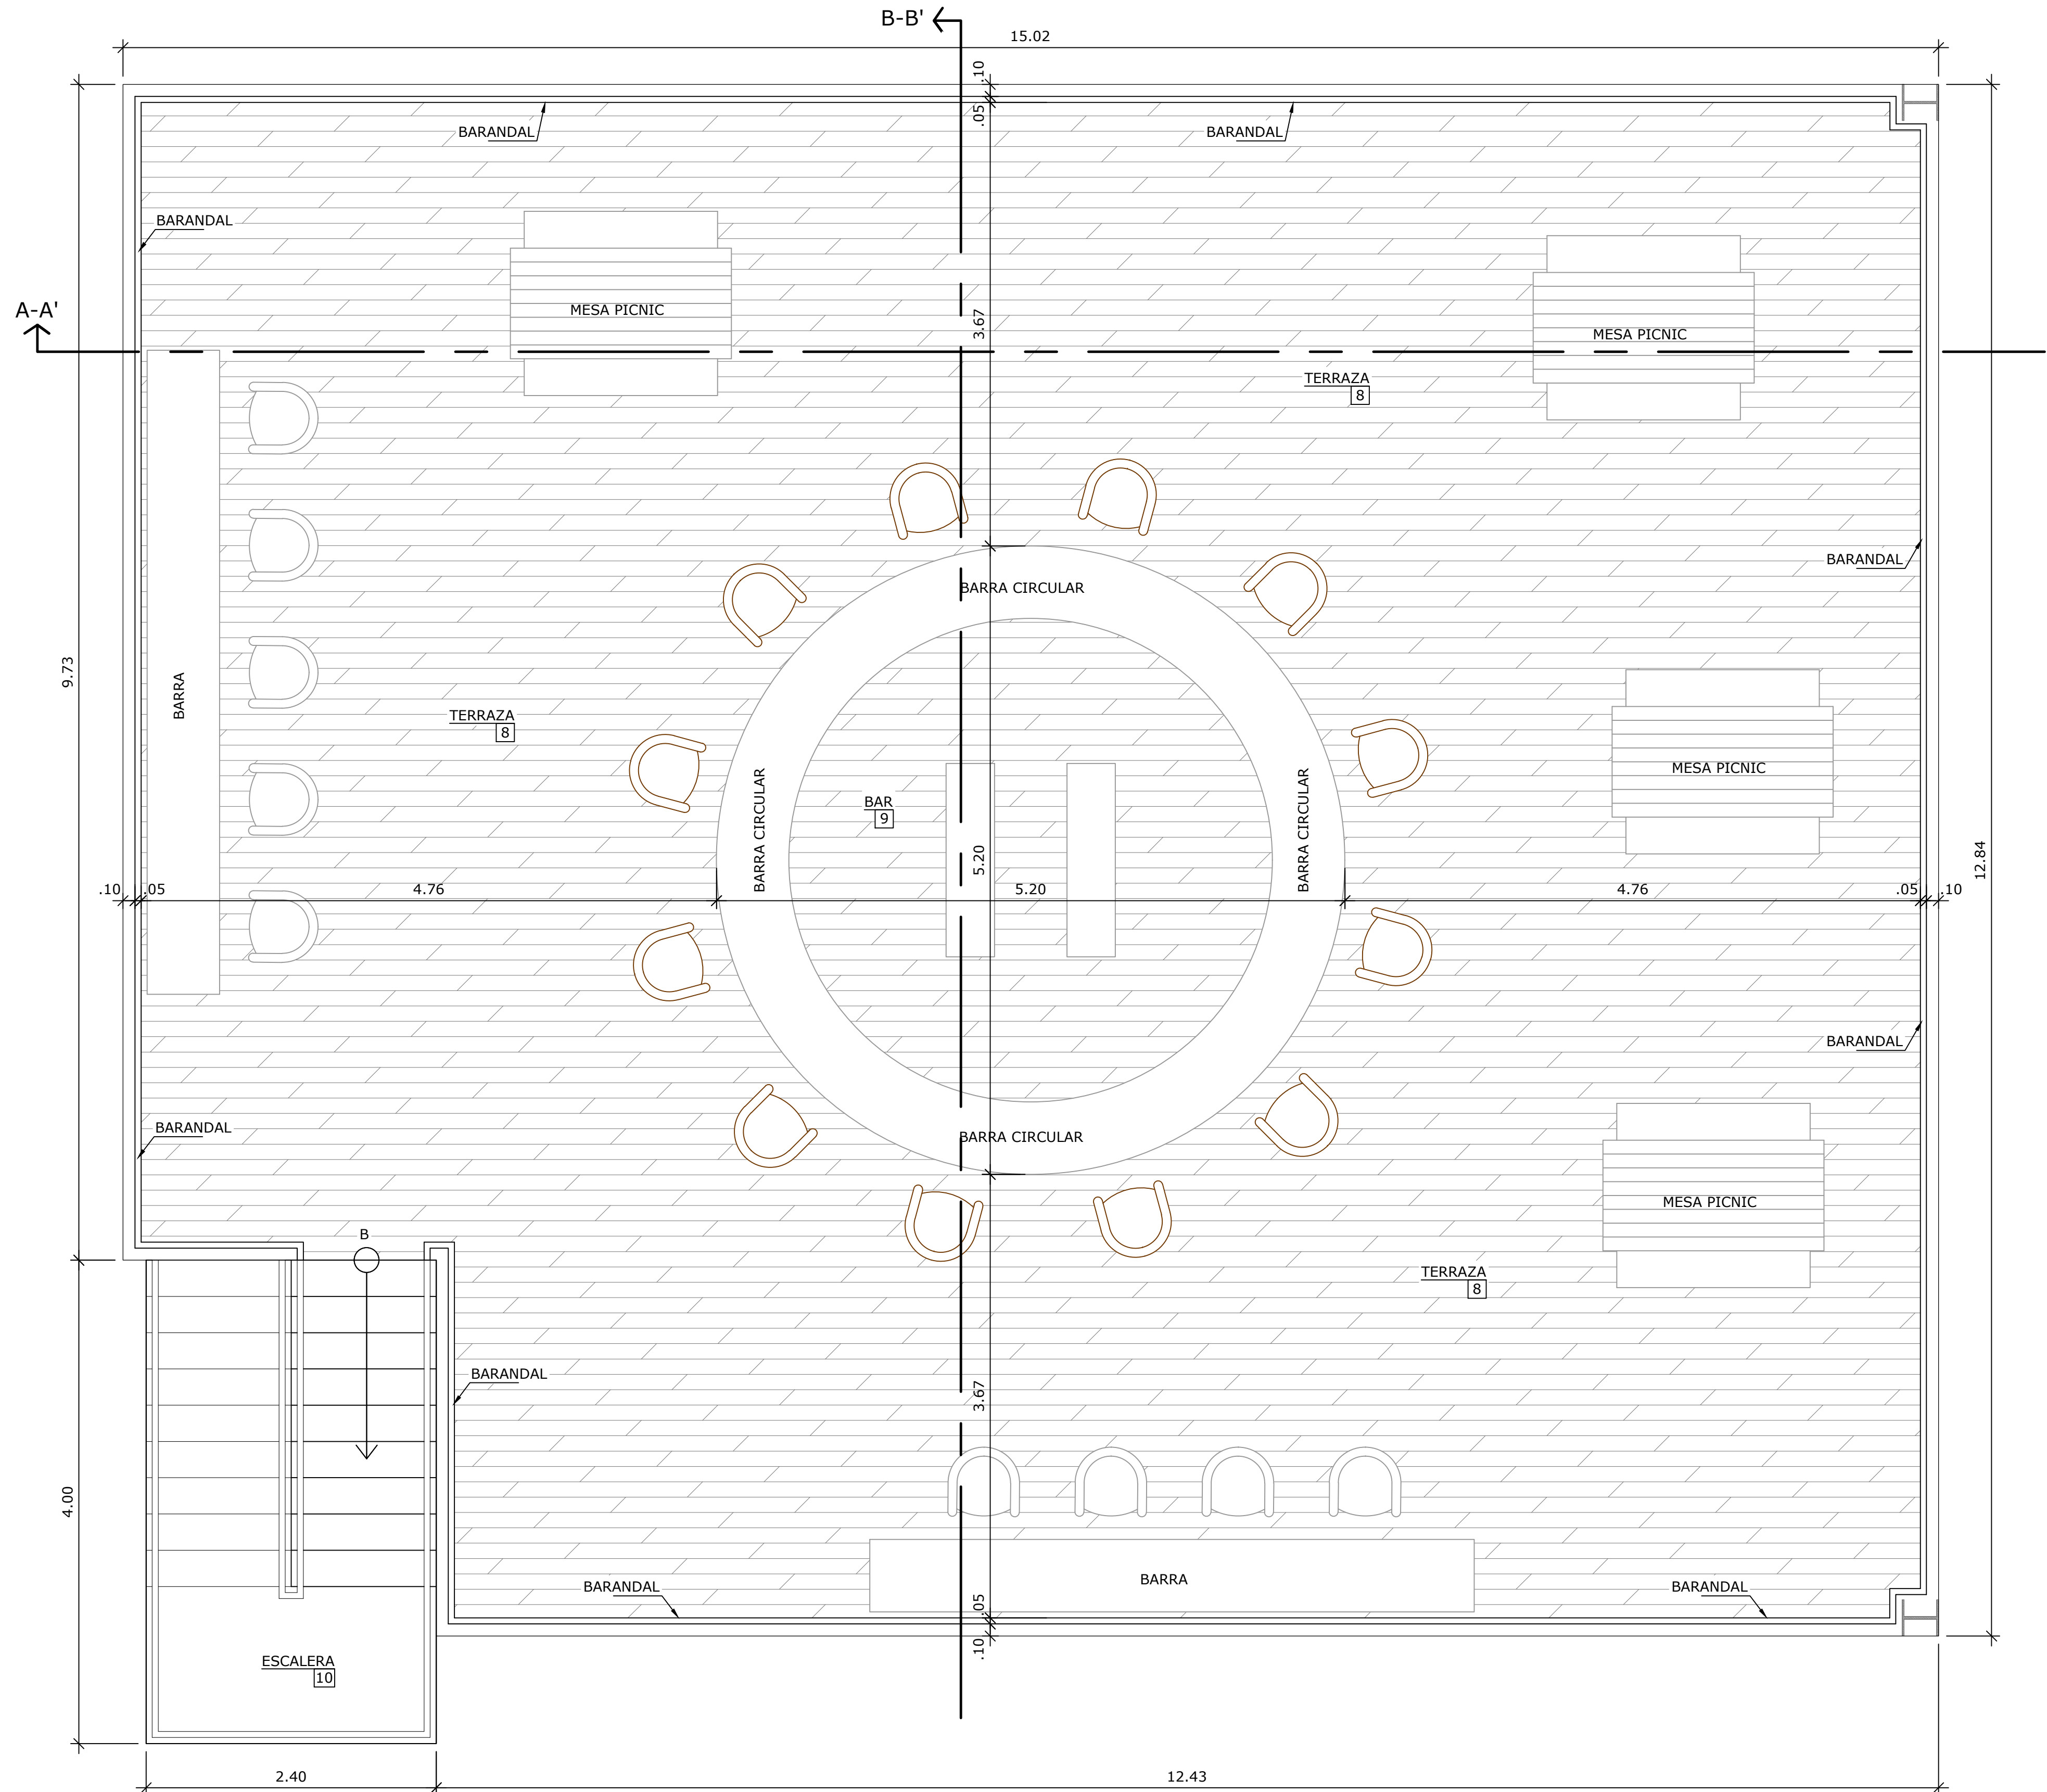 B-B'
15.02
.10
.05
BARANDAL
BARANDAL
BARANDAL
A-A'
MESA PICNIC
3.67
MESA PICNIC
TERRAZA
8
BARANDAL
BARRA CIRCULAR
9.73
BARRA
TERRAZA
8
BARRA CIRCULAR
BAR
9
5.20
BARRA CIRCULAR
MESA PICNIC
12.84
.10
.05
4.76
5.20
4.76
.05
.10
BARANDAL
BARANDAL
BARRA CIRCULAR
MESA PICNIC
B
TERRAZA
8
BARANDAL
3.67
4.00
BARANDAL
BARRA
BARANDAL
.05
.10
ESCALERA
10
2.40
12.43